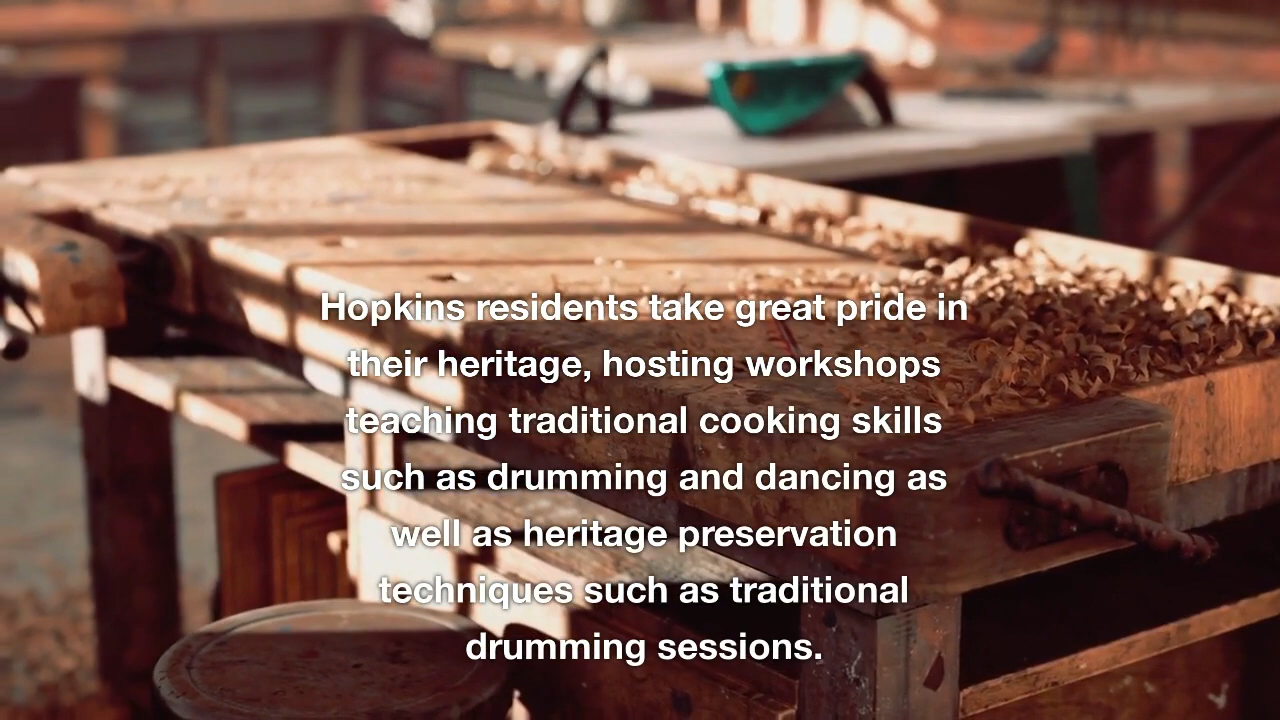 Hopkins residents take great pride in
their heritage, hosting workshops
teaching traditional cooking skills
such as drumming and dancing as
well as heritage preservation
techniques such as traditional
drumming sessions.